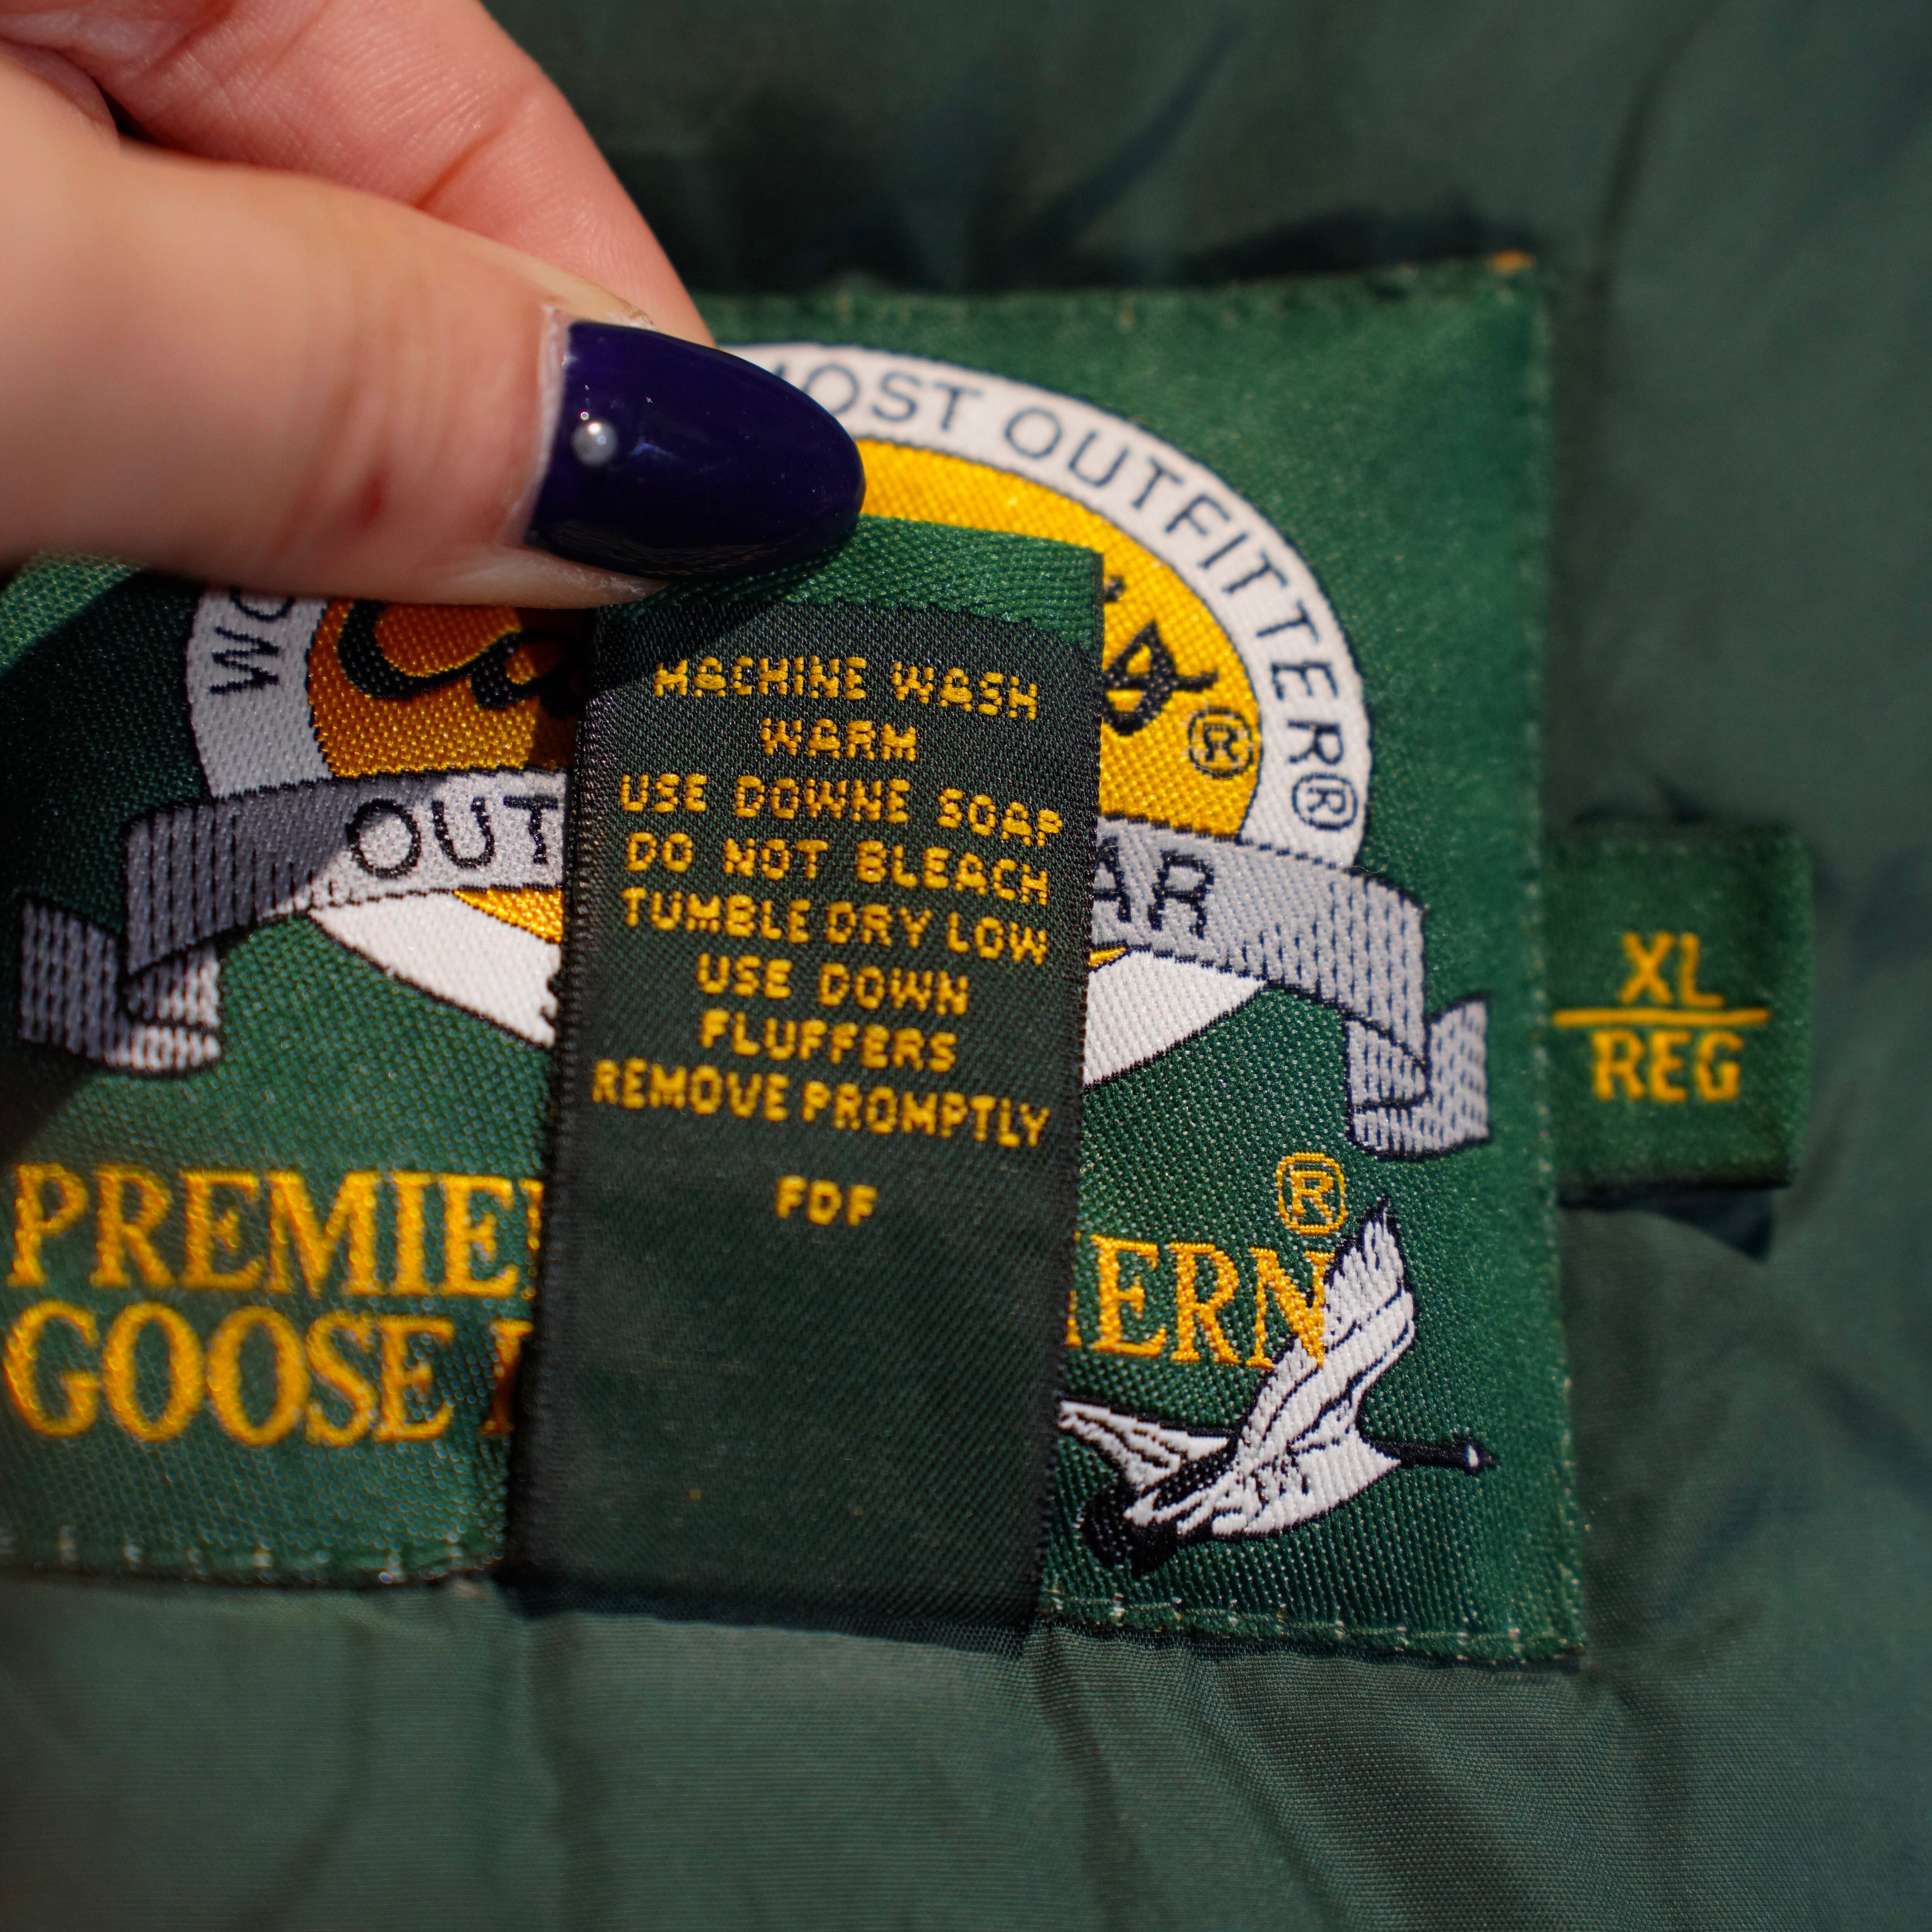 OST OUTFITTER®
®
OUT
AR
MACHINE WASH
WARM
USE DOWNE SOAP
DO NOT BLEACH
TUMBLE DRY LOW
USE DOWN
FLUFFERS
REMOVE PROMPTLY
FDF
XL
REG
PREMIE
ERN®
GOOSE